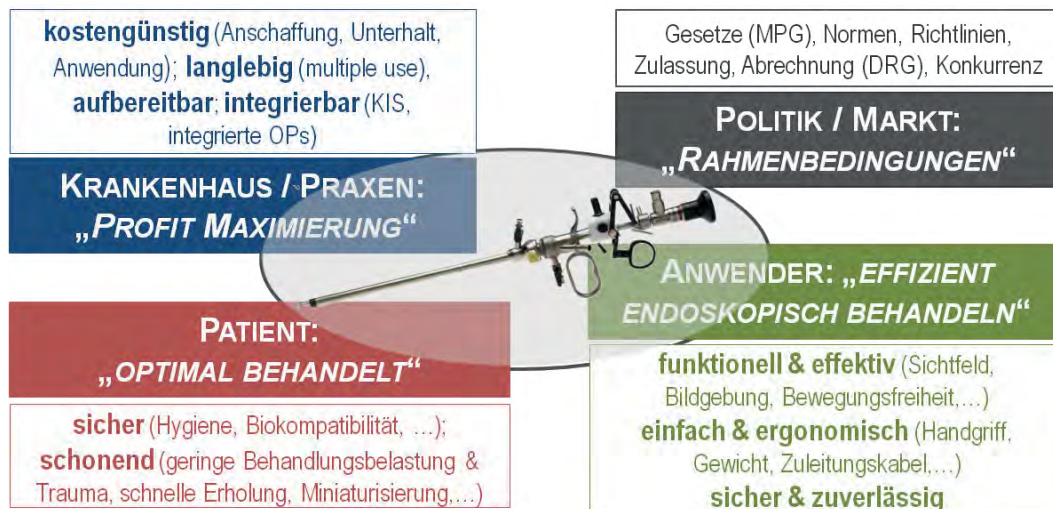 kostengünstig (Anschaffung, Unterhalt,
Anwendung); langlebig (multiple use),
aufbereitbar; integrierbar (KIS,
integrierte OPs)
KRANKENHAUS / PRAXEN:
„PROFIT MAXIMIERUNG“
Gesetze (MPG), Normen, Richtlinien,
Zulassung, Abrechnung (DRG), Konkurrenz
POLITIK / MARKT:
„RAHMENBEDINGUNGEN“
PATIENT:
„OPTIMAL BEHANDELT“
sicher (Hygiene, Biokompatibilität, …);
schonend (geringe Behandlungsbelastung &
Trauma, schnelle Erholung, Miniaturisierung,…)
ANWENDER: „EFFIZIENT
ENDOSKOPISCH BEHANDELN“
funktionell & effektiv (Sichtfeld,
Bildgebung, Bewegungsfreiheit,…)
einfach & ergonomisch (Handgriff,
Gewicht, Zuleitungskabel,…)
sicher & zuverlässig